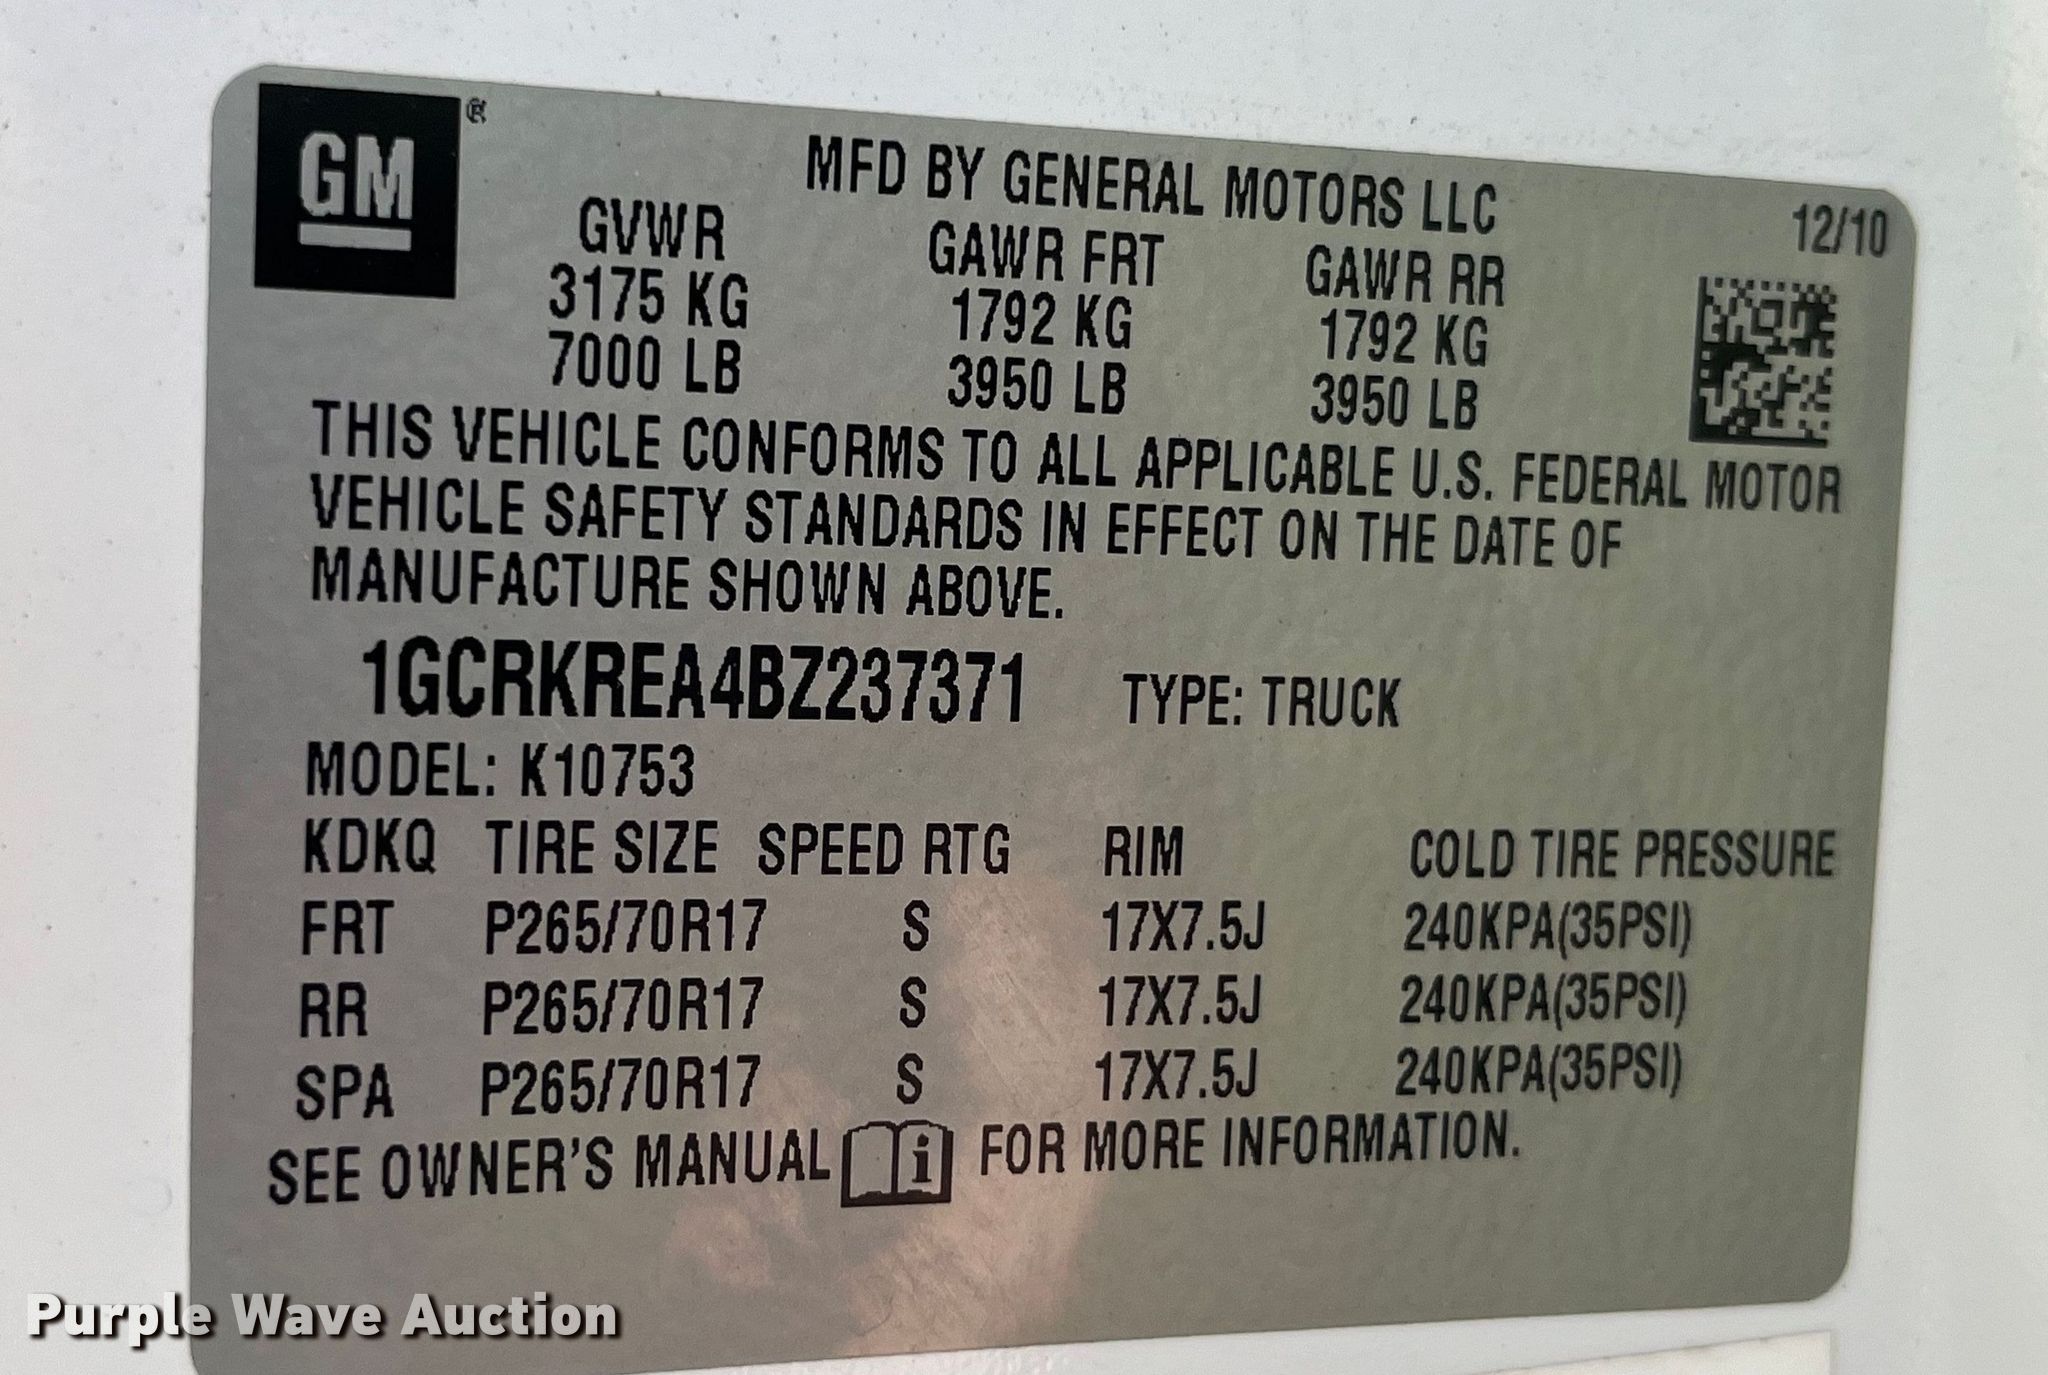 GM®
MFD BY GENERAL MOTORS LLC
12/10
GVWR GAWR FRT GAWR RR
3175 KG 1792 KG 1792 KG
7000 LB 3950 LB 3950 LB
THIS VEHICLE CONFORMS TO ALL APPLICABLE U.S. FEDERAL MOTOR
VEHICLE SAFETY STANDARDS IN EFFECT ON THE DATE OF
MANUFACTURE SHOWN ABOVE.
1GCRKREA4BZ237371 TYPE: TRUCK
MODEL: K10753
KDKQ TIRE SIZE SPEED RTG RIM COLD TIRE PRESSURE
FRT P265/70R17 S 17X7.5J 240KPA(35PSI)
RR P265/70R17 S 17X7.5J 240KPA(35PSI)
SPA P265/70R17 S 17X7.5J 240KPA(35PSI)
SEE OWNER'S MANUAL i FOR MORE INFORMATION.
Purple Wave Auction